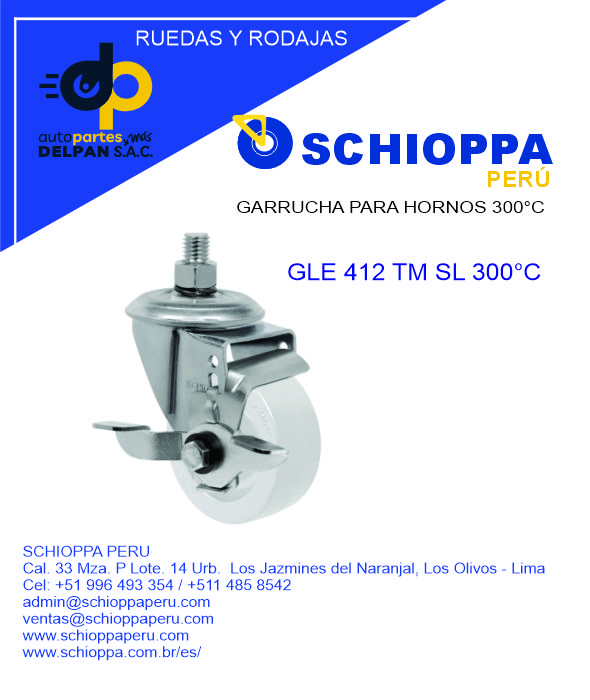 RUEDAS Y RODAJAS
dp
autopartes y más
DELPAN S.A.C.
SCHIOPPA
PERÚ
GARRUCHA PARA HORNOS 300°C
GLE 412 TM SL 300°C
SCHIOPPA PERU
Cal. 33 Mza. P Lote. 14 Urb. Los Jazmines del Naranjal, Los Olivos - Lima
Cel: +51 996 493 354 / +511 485 8542
admin@schioppaperu.com
ventas@schioppaperu.com
www.schioppaperu.com
www.schioppa.com.br/es/